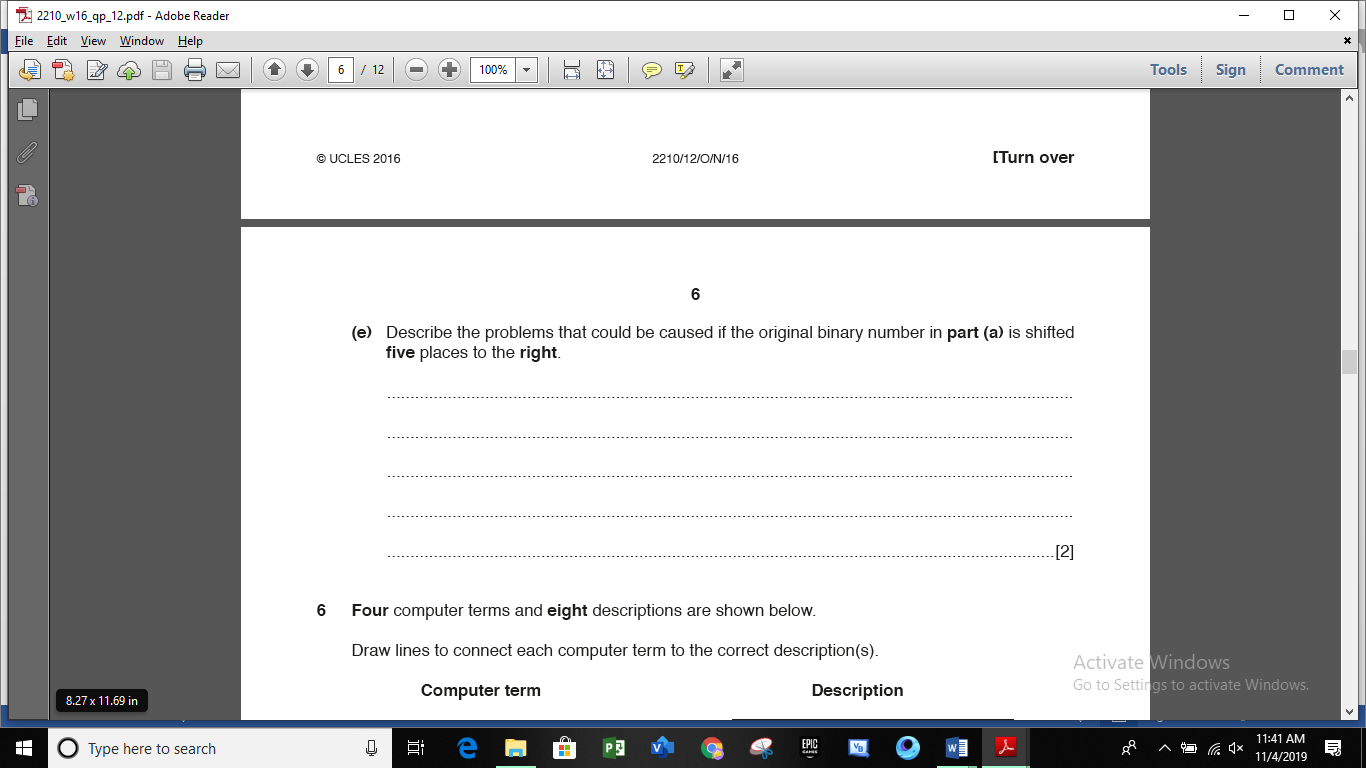 2210_w16_qp_12.pdf - Adobe Reader
File Edit View Window Help
6 / 12 100% Tools Sign Comment
© UCLES 2016 2210/12/O/N/16 [Turn over
6
(e) Describe the problems that could be caused if the original binary number in part (a) is shifted
five places to the right.
[2]
6 Four computer terms and eight descriptions are shown below.
Draw lines to connect each computer term to the correct description(s).
Computer term Description
Activate Windows
Go to Settings to activate Windows.
8.27 x 11.69 in
Type here to search
11:41 AM
11/4/2019